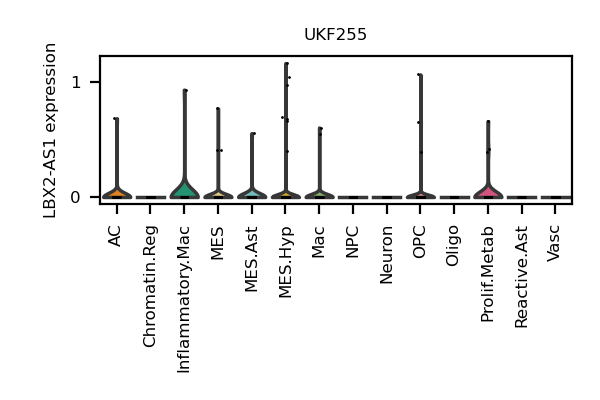 UKF255
LBX2-AS1 expression
1
0
AC
Chromatin.Reg
Inflammatory.Mac
MES
MES.Ast
MES.Hyp
Mac
NPC
Neuron
OPC
Oligo
Prolif.Metab
Reactive.Ast
Vasc